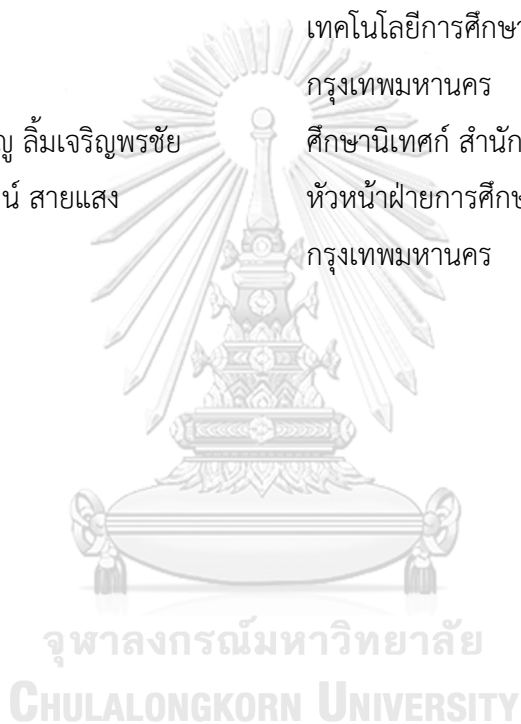 เทคโนโลยีการศึกษา
กรุงเทพมหานคร
ลิ้มเจริญพรชัย ศึกษานิเทศก์ สำนัก
สายแสง หัวหน้าฝ่ายการศึกษ
กรุงเทพมหานคร
จุฬาลงกรณ์มหาวิทยาลัย
CHULALONGKORN UNIVERSITY